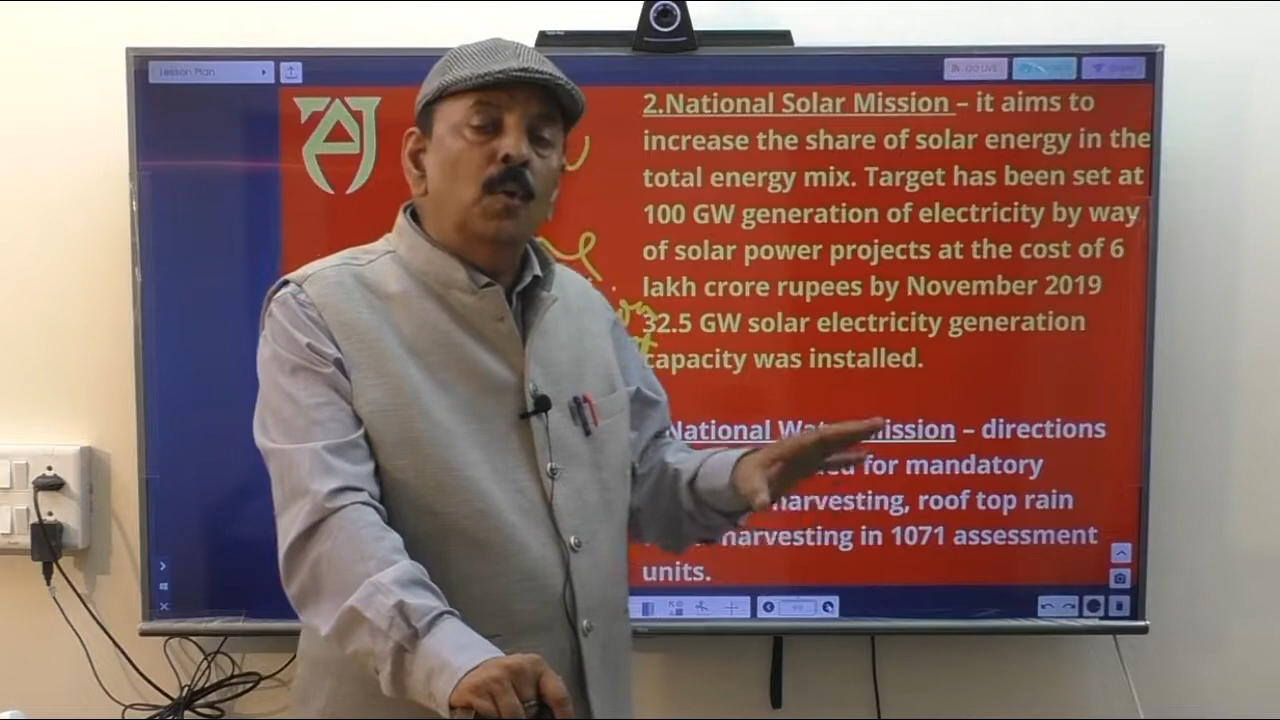 Lesson Plan
GO LIVE
2.National Solar Mission – it aims to
increase the share of solar energy in the
total energy mix. Target has been set at
100 GW generation of electricity by way
of solar power projects at the cost of 6
lakh crore rupees by November 2019
32.5 GW solar electricity generation
capacity was installed.
National Mission – directions
for mandatory
harvesting, roof top rain
harvesting in 1071 assessment
units.